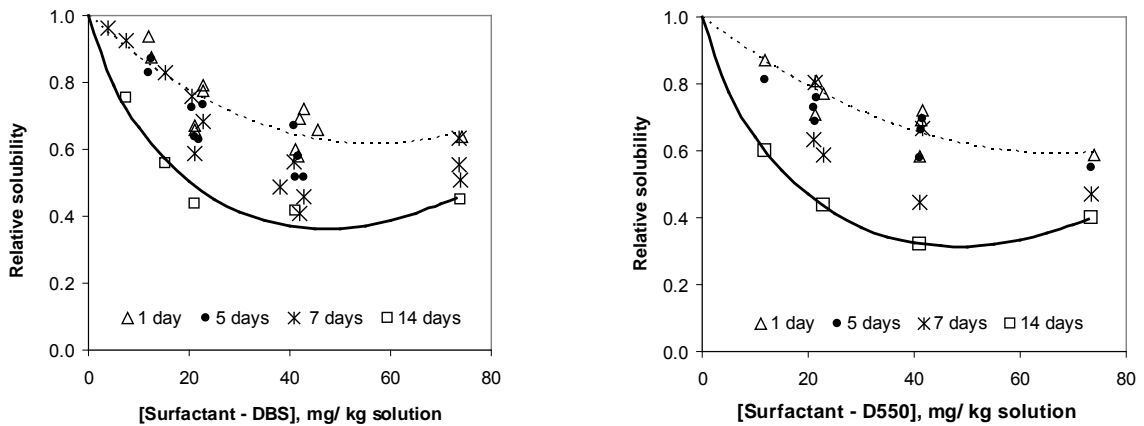 1.0
0.8
0.6
0.4
0.2
0.0
Relative solubility
1 day 5 days 7 days 14 days
0 20 40 60 80
[Surfactant - DBS], mg/ kg solution
1.0
0.8
0.6
0.4
0.2
0.0
Relative solubility
1 day 5 days 7 days 14 days
0 20 40 60 80
[Surfactant - D550], mg/ kg solution